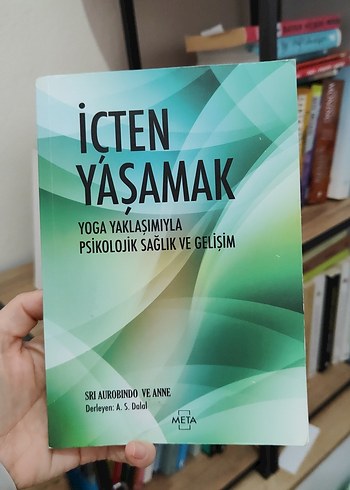 İÇTEN
YAŞAMAK
YOGA YAKLAŞIMIYLA
PSİKOLOJİK SAĞLIK VE GELİŞİM
SRI AUROBINDO VE ANNE
Derleyen: A. S. Dalal
META